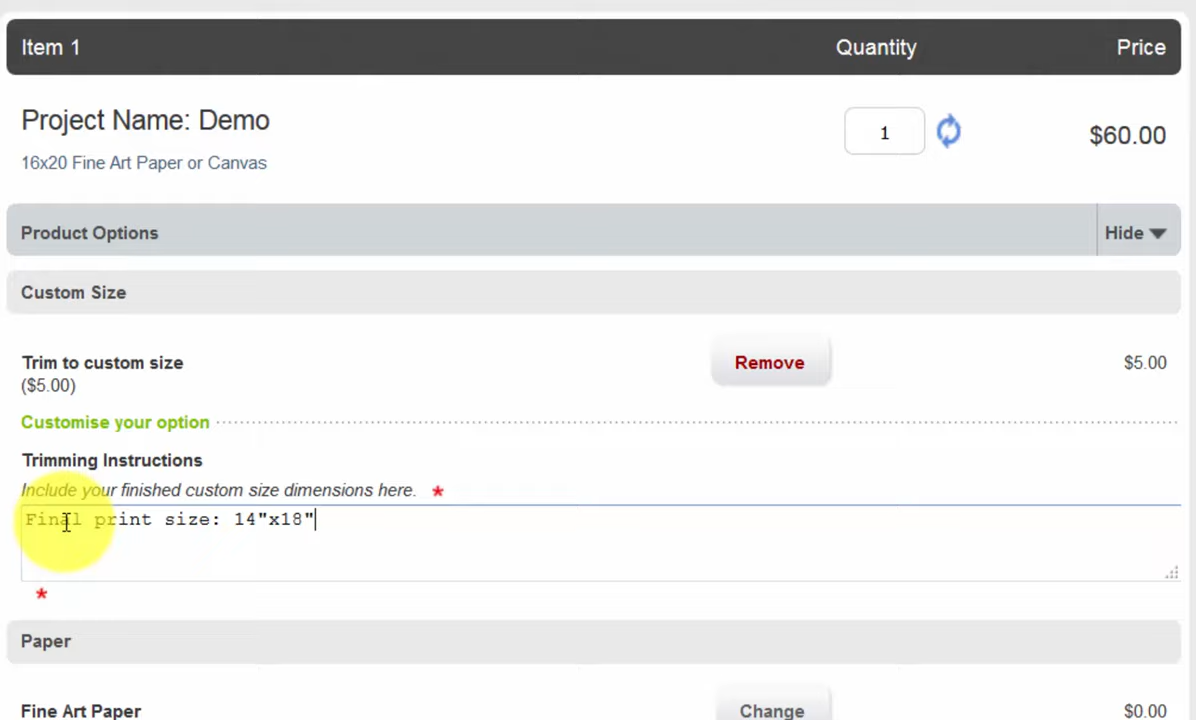 Item 1 Quantity Price
Project Name: Demo 1 $60.00
16x20 Fine Art Paper or Canvas
Product Options Hide
Custom Size
Trim to custom size Remove $5.00
($5.00)
Customise your option
Trimming Instructions
Include your finished custom size dimensions here. *
Final print size: 14"x18"
*
Paper
Fine Art Paper Change $0.00